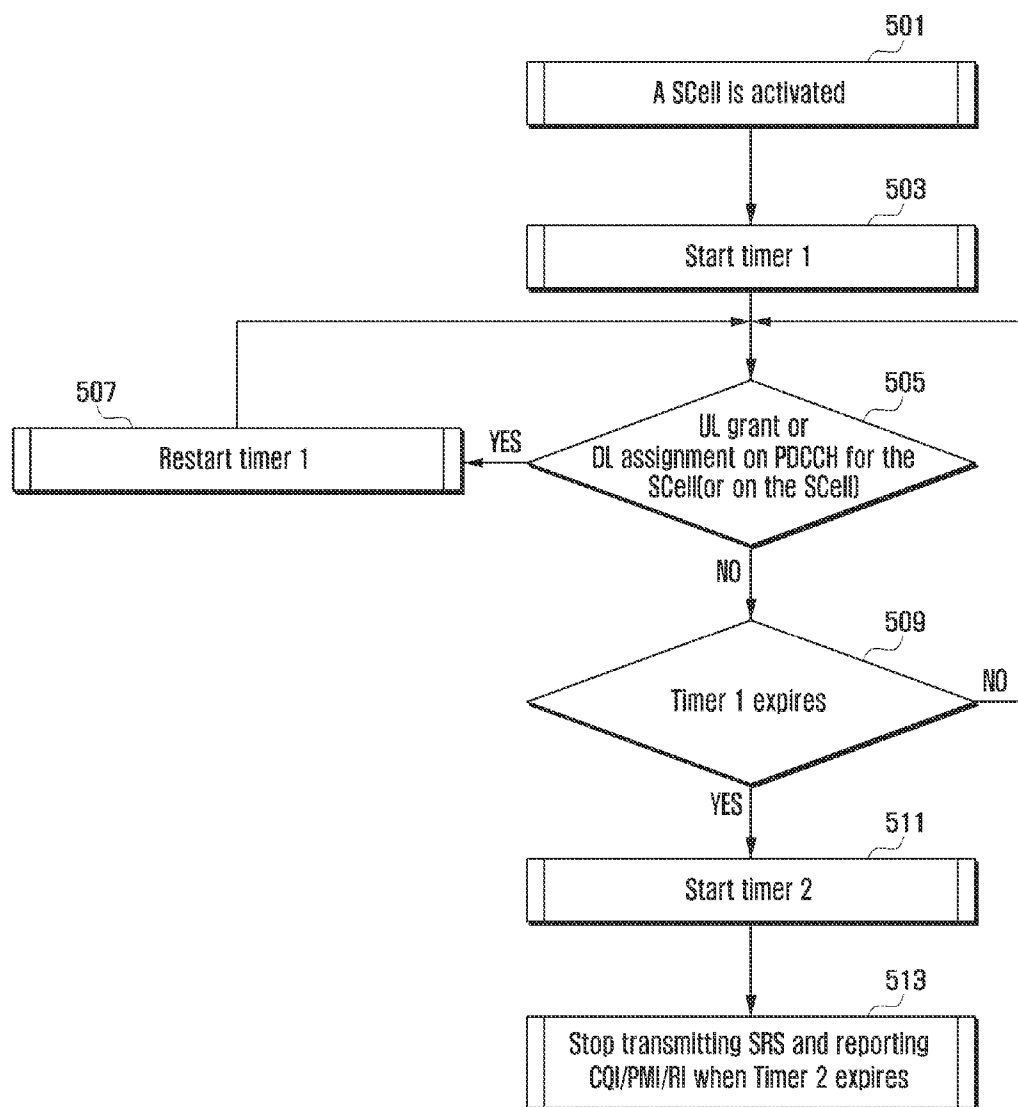 501
A SCell is activated
503
Start timer 1
507
Restart timer 1
YES
505
UL grant or
DL assignment on PDCCH for the
SCell(or on the SCell)
NO
509
Timer 1 expires
NO
YES
511
Start timer 2
513
Stop transmitting SRS and reporting
CQI/PMI/RI when Timer 2 expires